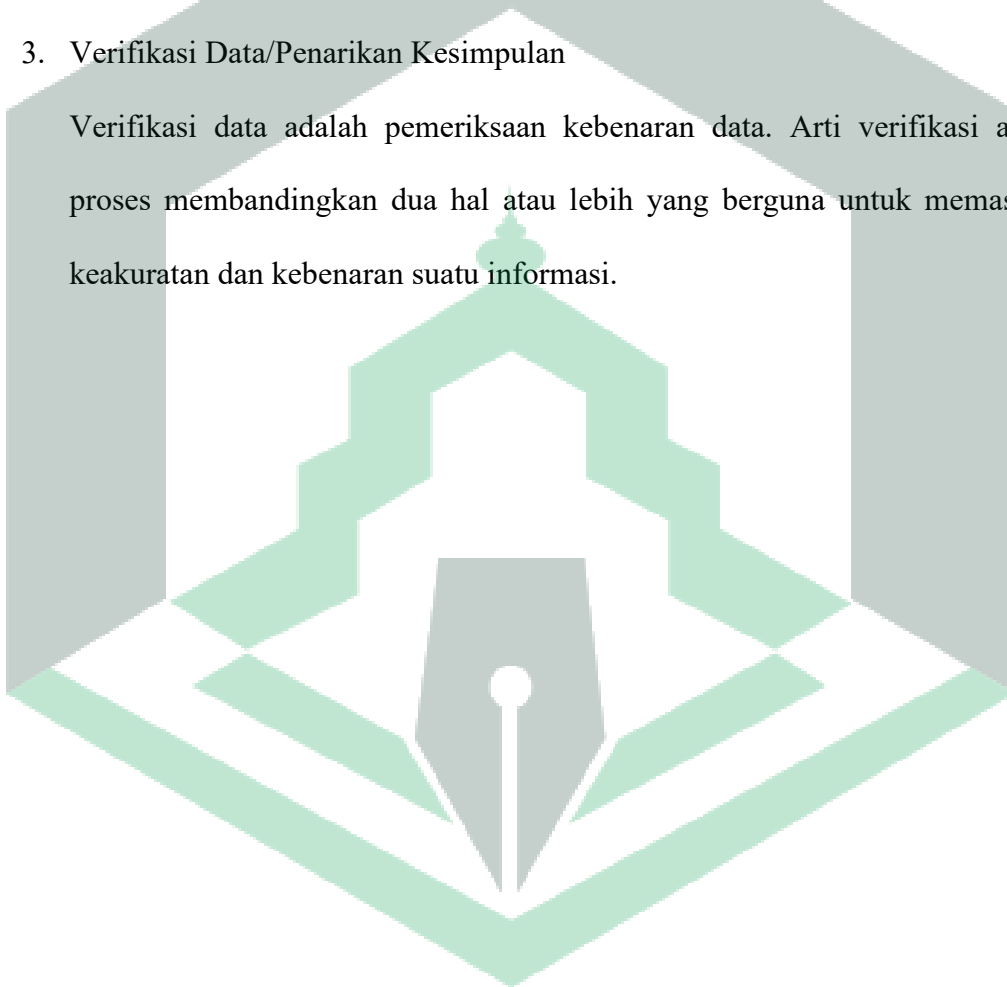 3. Verifikasi Data/Penarikan Kesimpulan
Verifikasi data adalah pemeriksaan kebenaran data. Arti verifikasi
proses membandingkan dua hal atau lebih yang berguna untuk
keakuratan dan kebenaran suatu informasi.